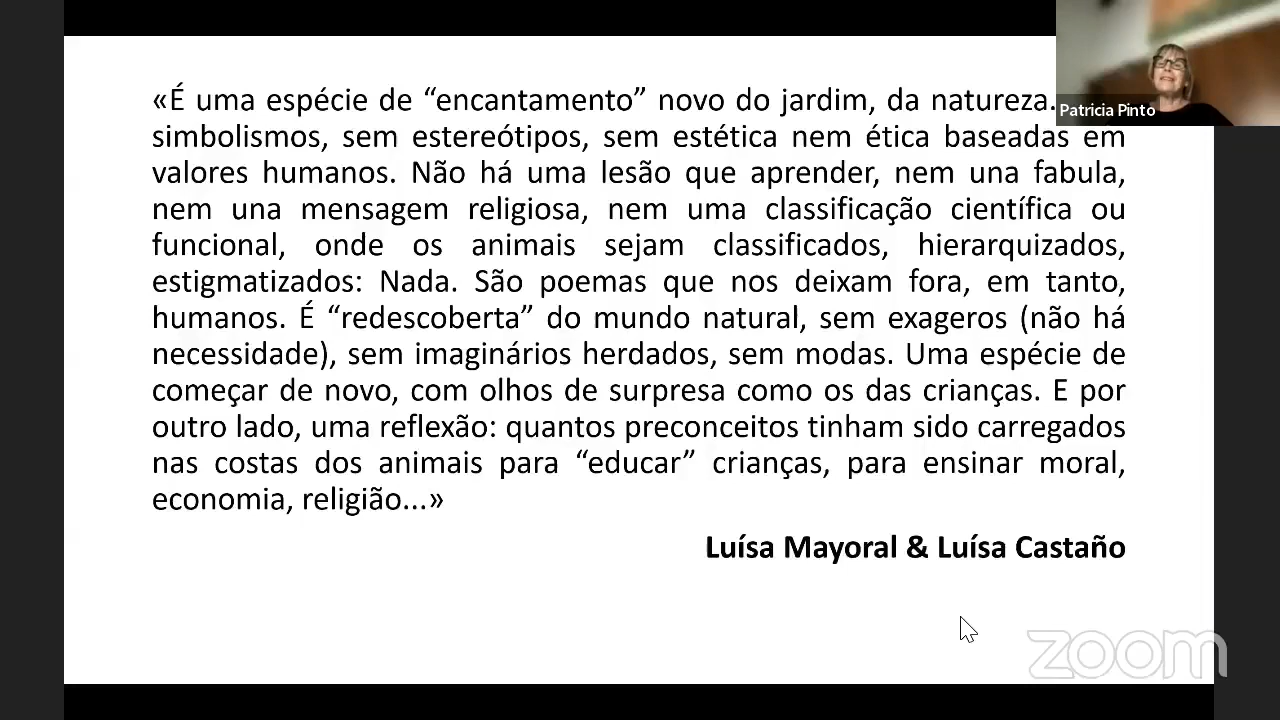 «É uma espécie de “encantamento” novo do jardim, da natureza.
simbolismos, sem estereótipos, sem estética nem ética baseadas em
valores humanos. Não há uma lesão que aprender, nem una fabula,
nem una mensagem religiosa, nem uma classificação científica ou
funcional, onde os animais sejam classificados, hierarquizados,
estigmatizados: Nada. São poemas que nos deixam fora, em tanto,
humanos. É “redescoberta” do mundo natural, sem exageros (não há
necessidade), sem imaginários herdados, sem modas. Uma espécie de
começar de novo, com olhos de surpresa como os das crianças. E por
outro lado, uma reflexão: quantos preconceitos tinham sido carregados
nas costas dos animais para “educar” crianças, para ensinar moral,
economia, religião...»
Luísa Mayoral & Luísa Castaño
Patricia Pinto
zoom